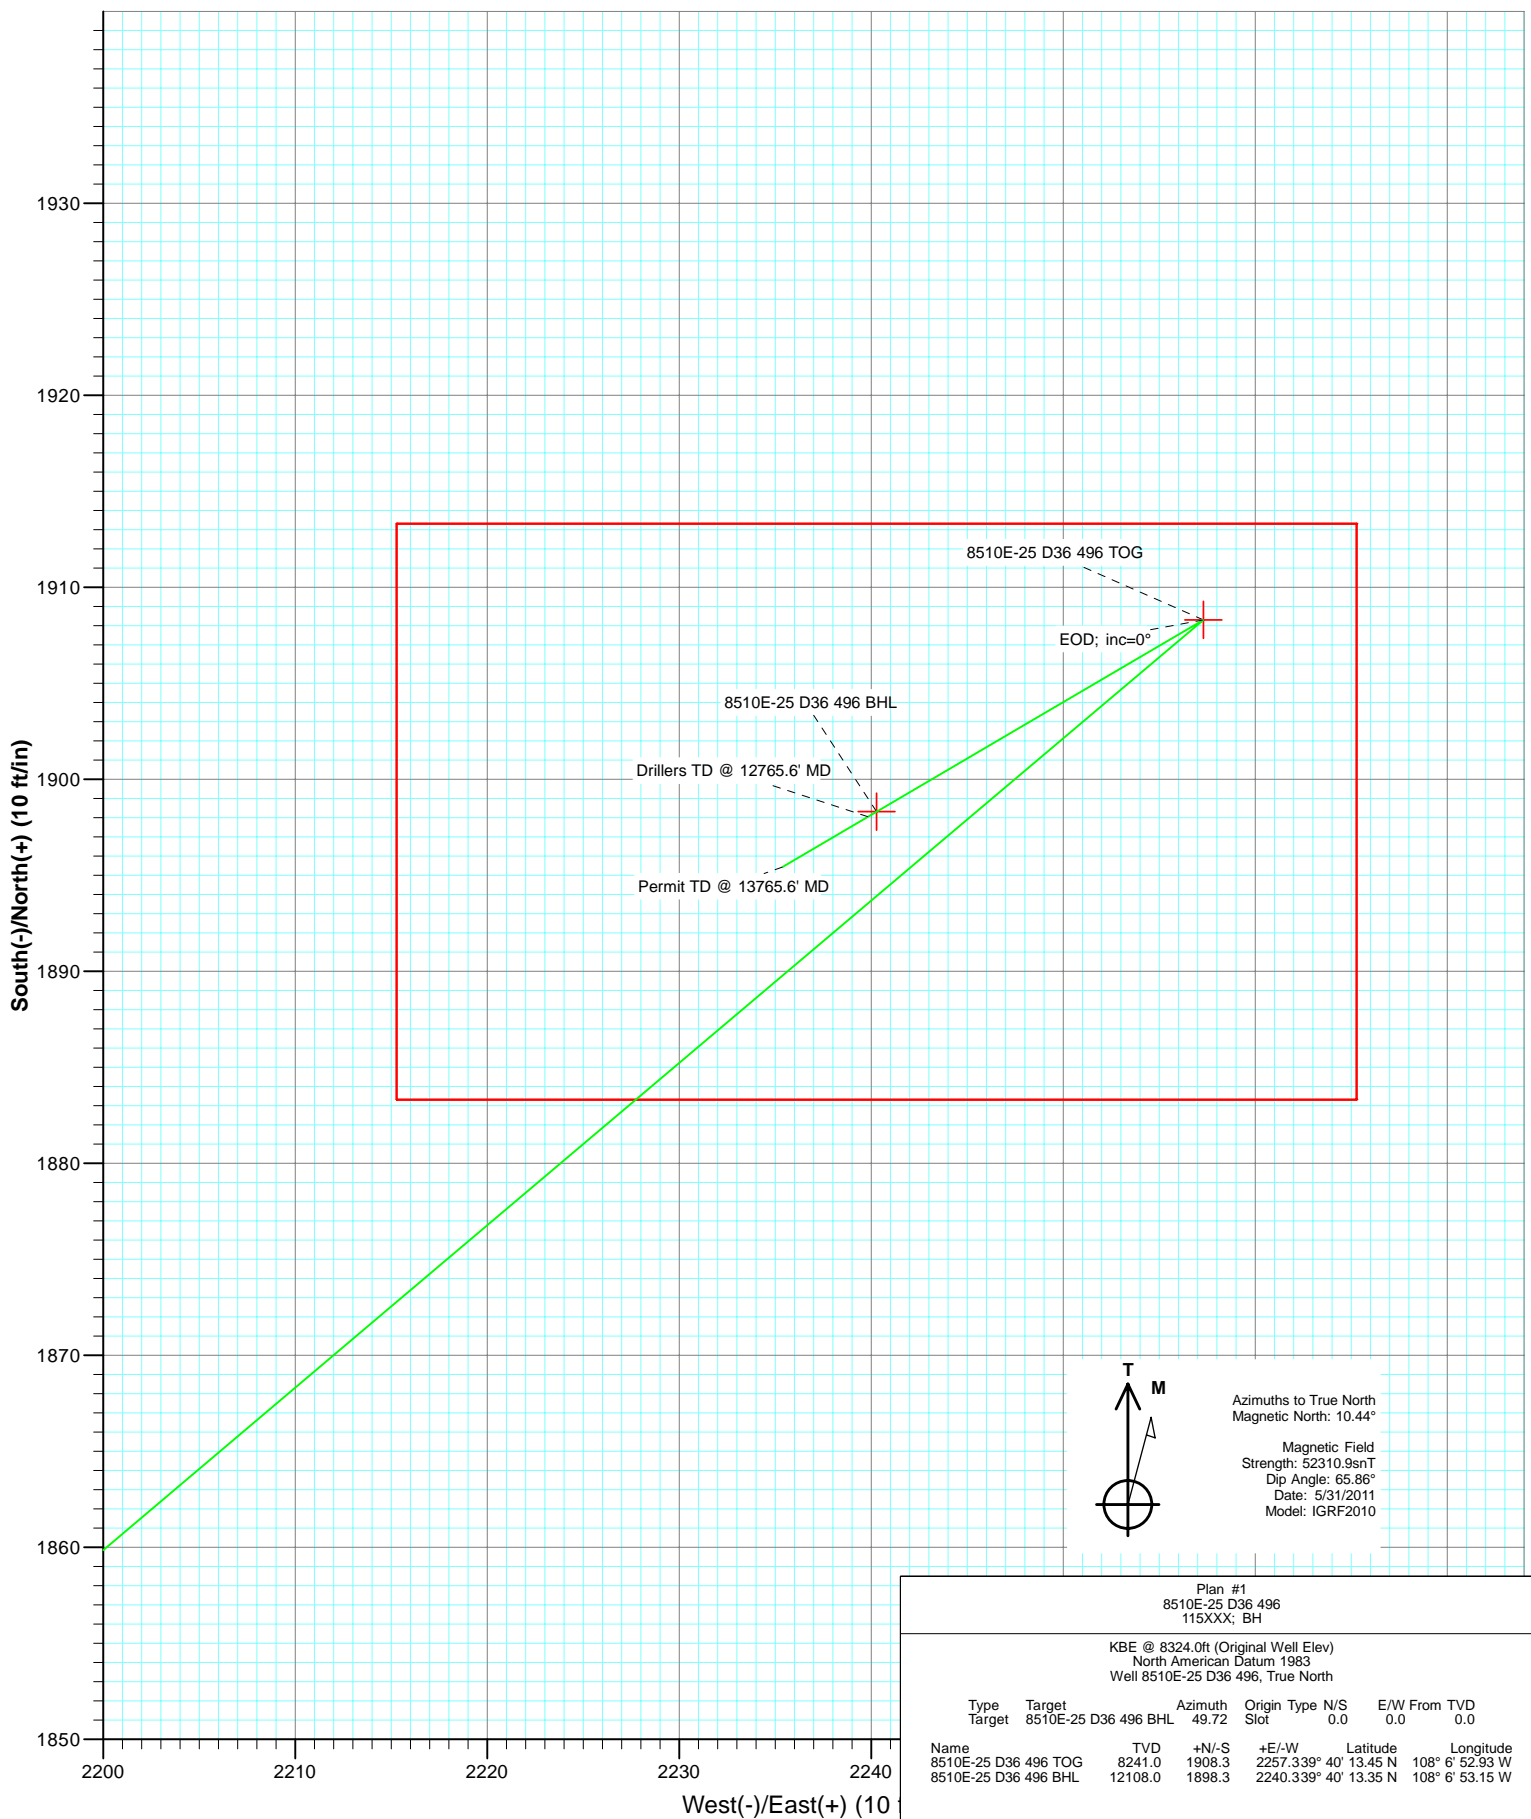 1930
1920
1910
1900
1890
1880
1870
1860
1850
South(-)/North(+) (10 ft/in)
8510E-25 D36 496 TOG
EOD; inc=0°
8510E-25 D36 496 BHL
Drillers TD @ 12765.6' MD
Permit TD @ 13765.6' MD
T
M
Azimuths to True North
Magnetic North: 10.44°
Magnetic Field
Strength: 52310.9snT
Dip Angle: 65.86°
Date: 5/31/2011
Model: IGRF2010
2200 2210 2220 2230 2240
West(-)/East(+) (10
Plan #1
8510E-25 D36 496
115XXX; BH
KBE @ 8324.0ft (Original Well Elev)
North American Datum 1983
Well 8510E-25 D36 496, True North
Type Target Azimuth Origin Type N/S E/W From TVD
Target 8510E-25 D36 496 BHL 49.72 Slot 0.0 0.0 0.0
Name TVD +N/-S +E/-W Latitude Longitude
8510E-25 D36 496 TOG 8241.0 1908.3 2257.339° 40' 13.45 N 108° 6' 52.93 W
8510E-25 D36 496 BHL 12108.0 1898.3 2240.339° 40' 13.35 N 108° 6' 53.15 W